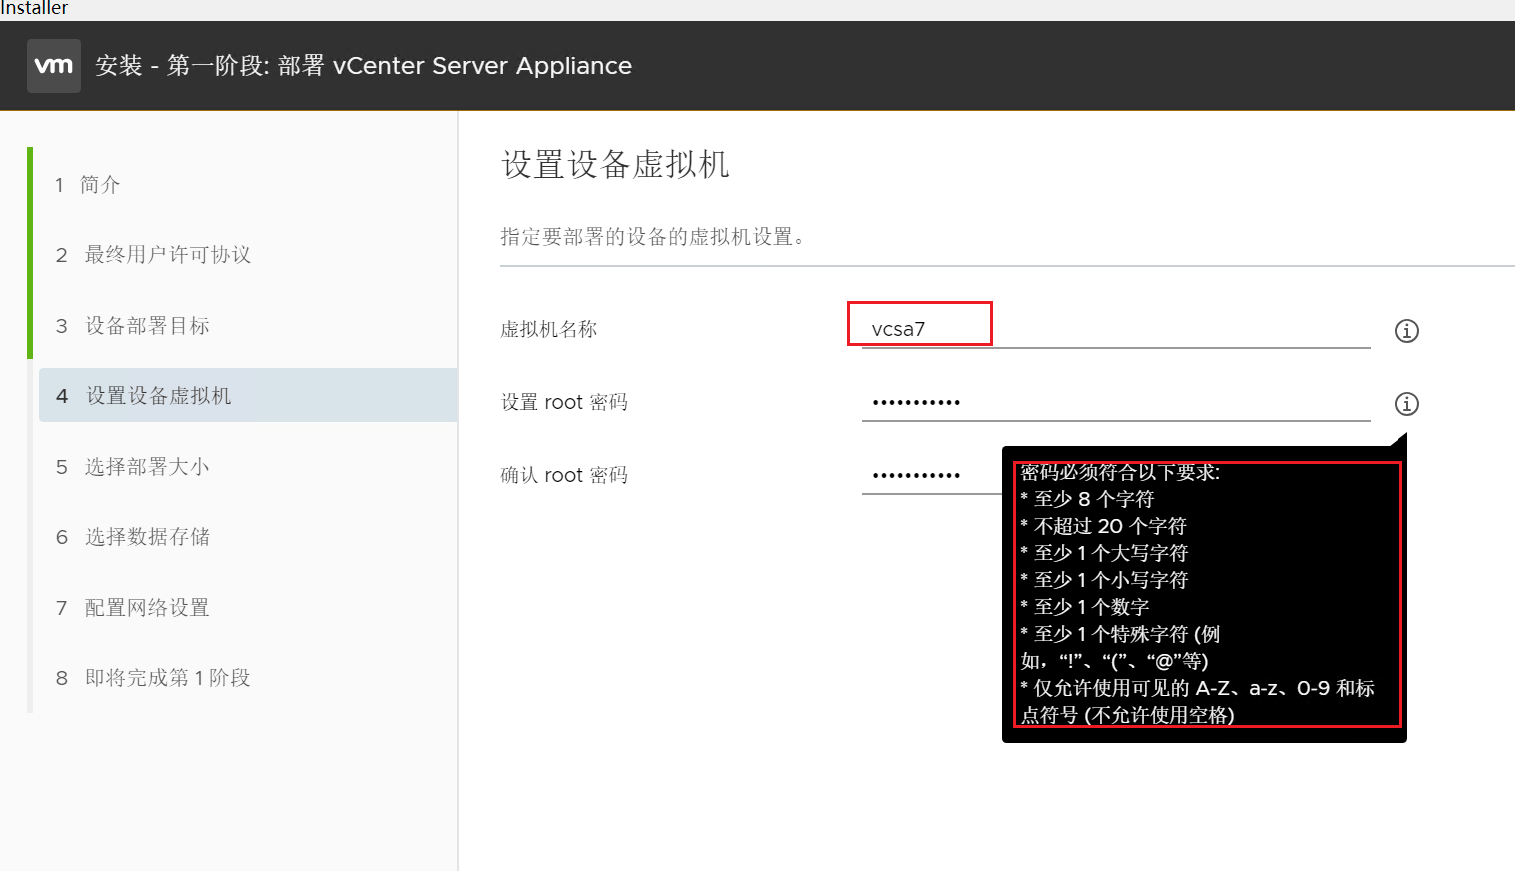 Installer
vm 安装 - 第一阶段: 部署 vCenter Server Appliance
1 简介
2 最终用户许可协议
3 设备部署目标
4 设置设备虚拟机
5 选择部署大小
6 选择数据存储
7 配置网络设置
8 即将完成第 1 阶段
设置设备虚拟机
指定要部署的设备的虚拟机设置。
虚拟机名称 vcsa7
设置 root 密码 •••••••••••
确认 root 密码 •••••••••••
密码必须符合以下要求:
* 至少 8 个字符
* 不超过 20 个字符
* 至少 1 个大写字符
* 至少 1 个小写字符
* 至少 1 个数字
* 至少 1 个特殊字符 (例
如，“!”、“(”、“@”等)
* 仅允许使用可见的 A-Z、a-z、0-9 和标
点符号 (不允许使用空格)